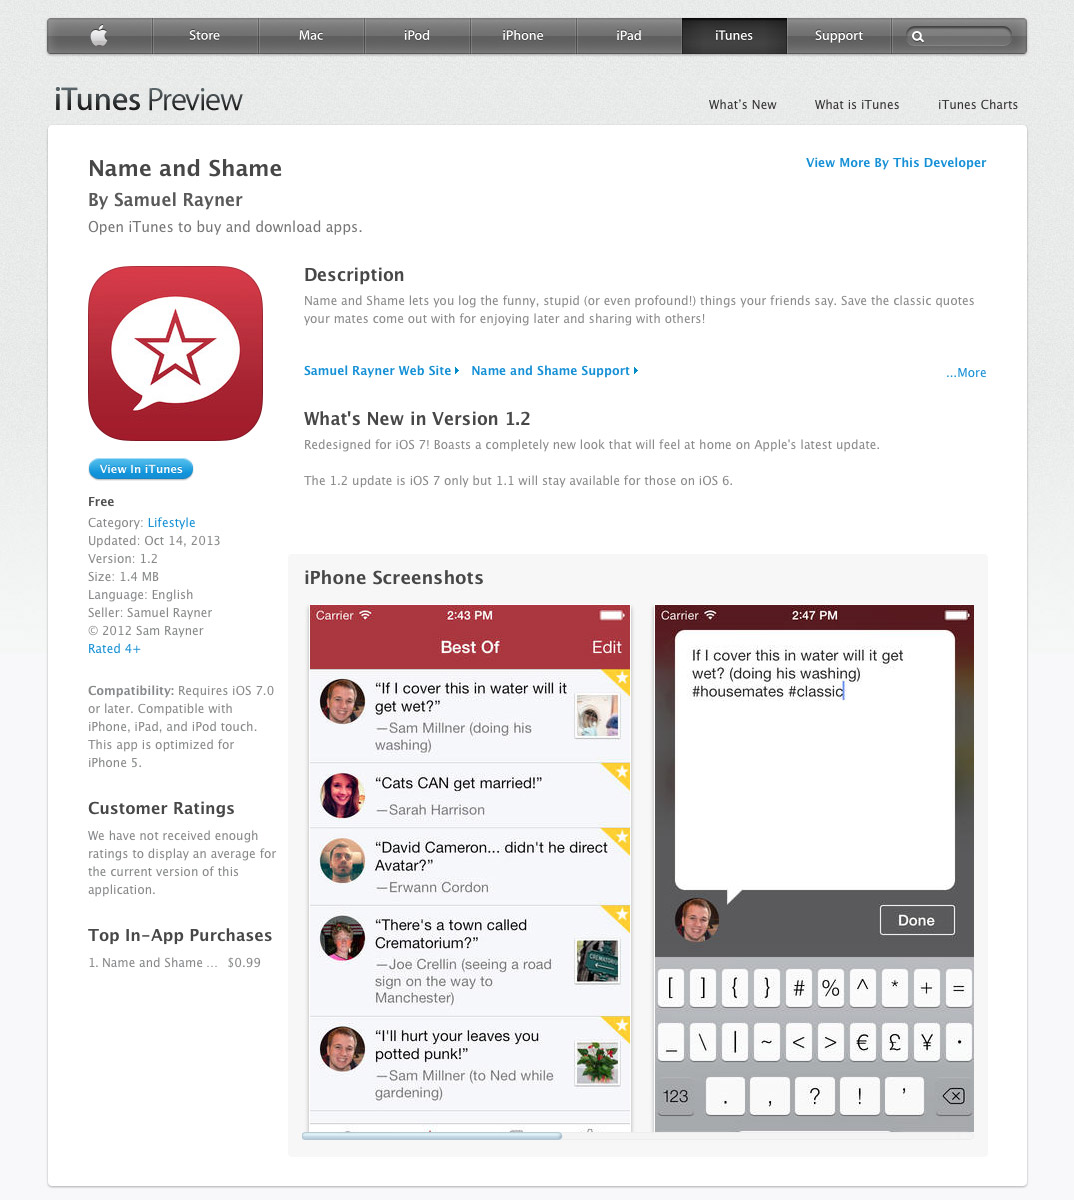 Store
Mac
iPod
iPhone
iPad
iTunes
Support
iTunes Preview
What's New
What is iTunes
iTunes Charts
Name and Shame
View More By This Developer
By Samuel Rayner
Open iTunes to buy and download apps.
View In iTunes
Free
Category: Lifestyle
Updated: Oct 14, 2013
Version: 1.2
Size: 1.4 MB
Language: English
Seller: Samuel Rayner
© 2012 Sam Rayner
Rated 4+
Compatibility: Requires iOS 7.0
or later. Compatible with
iPhone, iPad, and iPod touch.
This app is optimized for
iPhone 5.
Customer Ratings
We have not received enough
ratings to display an average for
the current version of this
application.
Top In-App Purchases
1. Name and Shame ... $0.99
Description
Name and Shame lets you log the funny, stupid (or even profound!) things your friends say. Save the classic quotes
your mates come out with for enjoying later and sharing with others!
Samuel Rayner Web Site
Name and Shame Support
...More
What's New in Version 1.2
Redesigned for iOS 7! Boasts a completely new look that will feel at home on Apple's latest update.
The 1.2 update is iOS 7 only but 1.1 will stay available for those on iOS 6.
iPhone Screenshots
Carrier 2:43 PM
Best Of Edit
“If I cover this in water will it
get wet?”
—Sam Millner (doing his
washing)
“Cats CAN get married!”
—Sarah Harrison
“David Cameron... didn't he direct
Avatar?”
—Erwann Cordon
“There's a town called
Crematorium?”
—Joe Crellin (seeing a road
sign on the way to
Manchester)
CREMATORIUM
“I'll hurt your leaves you
potted punk!”
—Sam Millner (to Ned while
gardening)
Carrier 2:47 PM
If I cover this in water will it get
wet? (doing his washing)
#housemates #classic
Done
[ ] { } # % ^ * + =
_ \ | ~ < > € £ ¥ •
123 . , ? ! ’